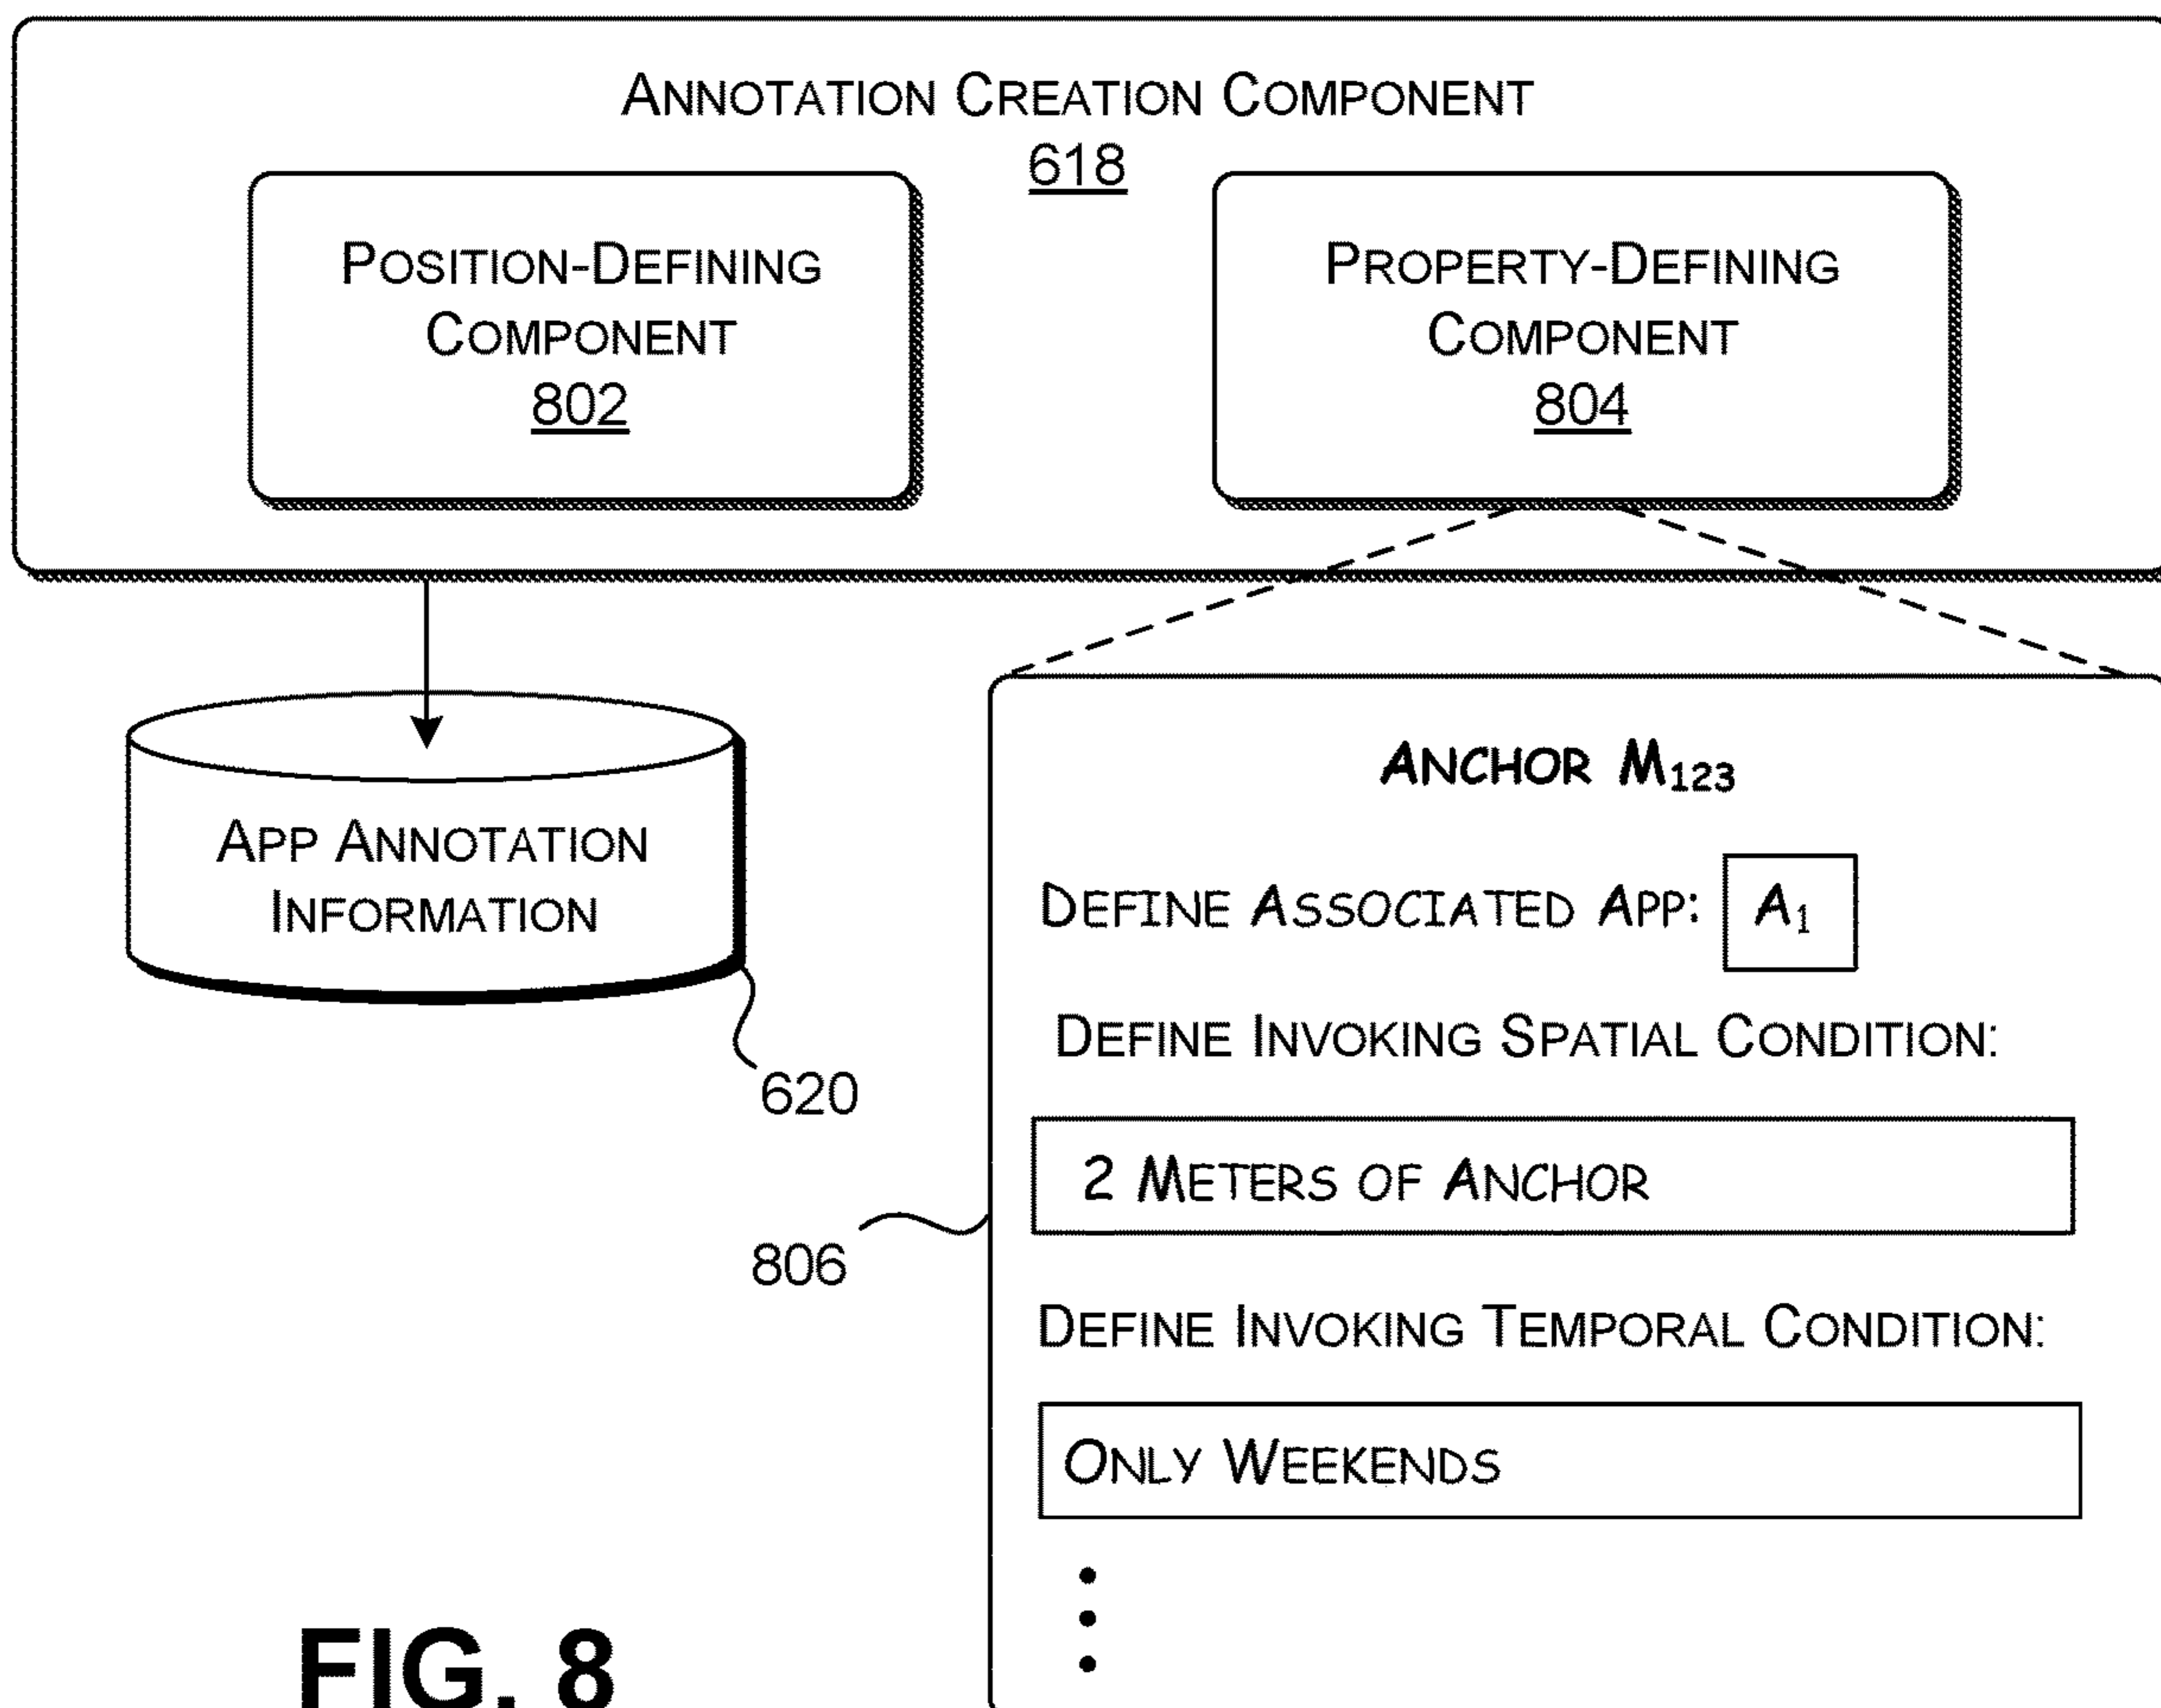 ANNOTATION CREATION COMPONENT
618
POSITION-DEFINING
COMPONENT
802
PROPERTY-DEFINING
COMPONENT
804
APP ANNOTATION
INFORMATION
620
806
ANCHOR M₁₂₃
DEFINE ASSOCIATED APP: A₁
DEFINE INVOKING SPATIAL CONDITION:
2 METERS OF ANCHOR
DEFINE INVOKING TEMPORAL CONDITION:
ONLY WEEKENDS
FIG. 8